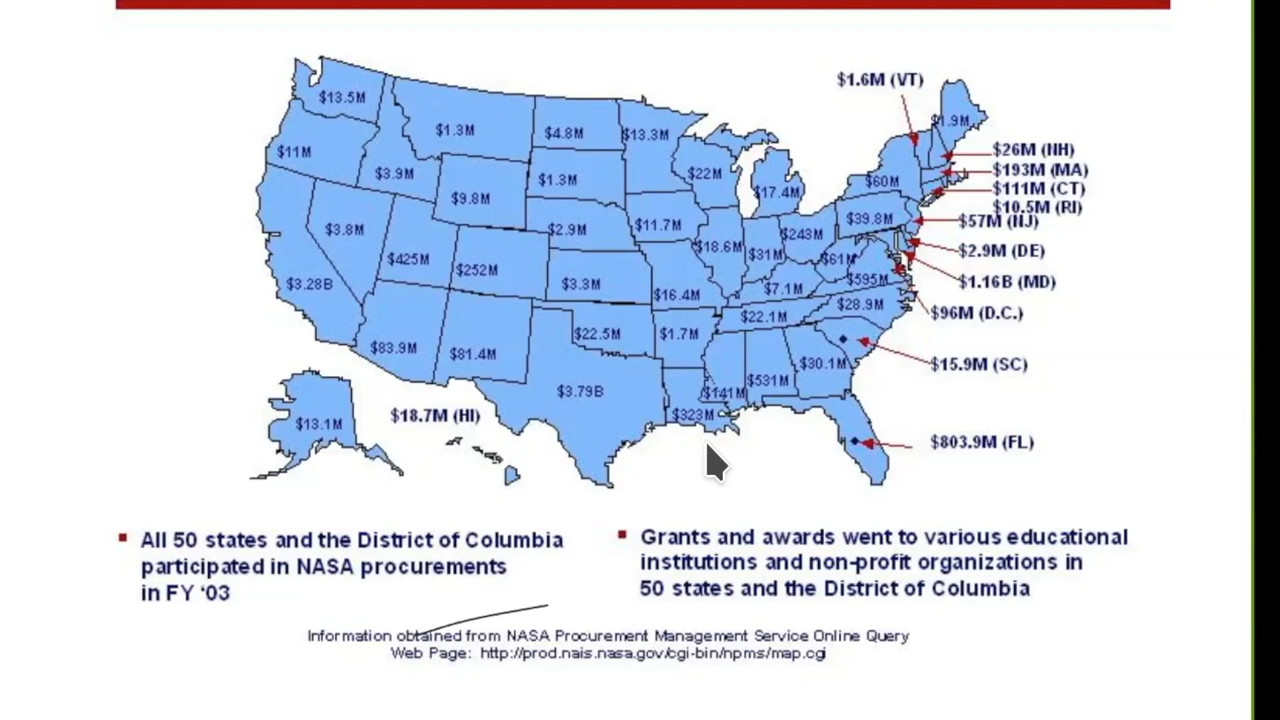 $1.6M (VT)
$13.5M
$1.3M
$4.8M
$13.3M
$1.9M
$11M
$3.9M
$9.8M
$1.3M
$22M
$17.4M
$60M
$26M (NH)
$193M (MA)
$111M (CT)
$10.5M (RI)
$57M (NJ)
$3.8M
$2.9M
$11.7M
$39.8M
$425M
$252M
$18.6M
$31M
$243M
$61M
$2.9M (DE)
$3.28B
$3.3M
$16.4M
$7.1M
$595M
$1.16B (MD)
$28.9M
$96M (D.C.)
$83.9M
$81.4M
$22.5M
$1.7M
$22.1M
$30.1M
$15.9M (SC)
$3.79B
$141M
$531M
$13.1M
$18.7M (HI)
$323M
$803.9M (FL)
All 50 states and the District of Columbia
participated in NASA procurements
in FY ‘03
Grants and awards went to various educational
institutions and non-profit organizations in
50 states and the District of Columbia
Information obtained from NASA Procurement Management Service Online Query
Web Page: http://prod.nais.nasa.gov/cgi-bin/npms/map.cgi